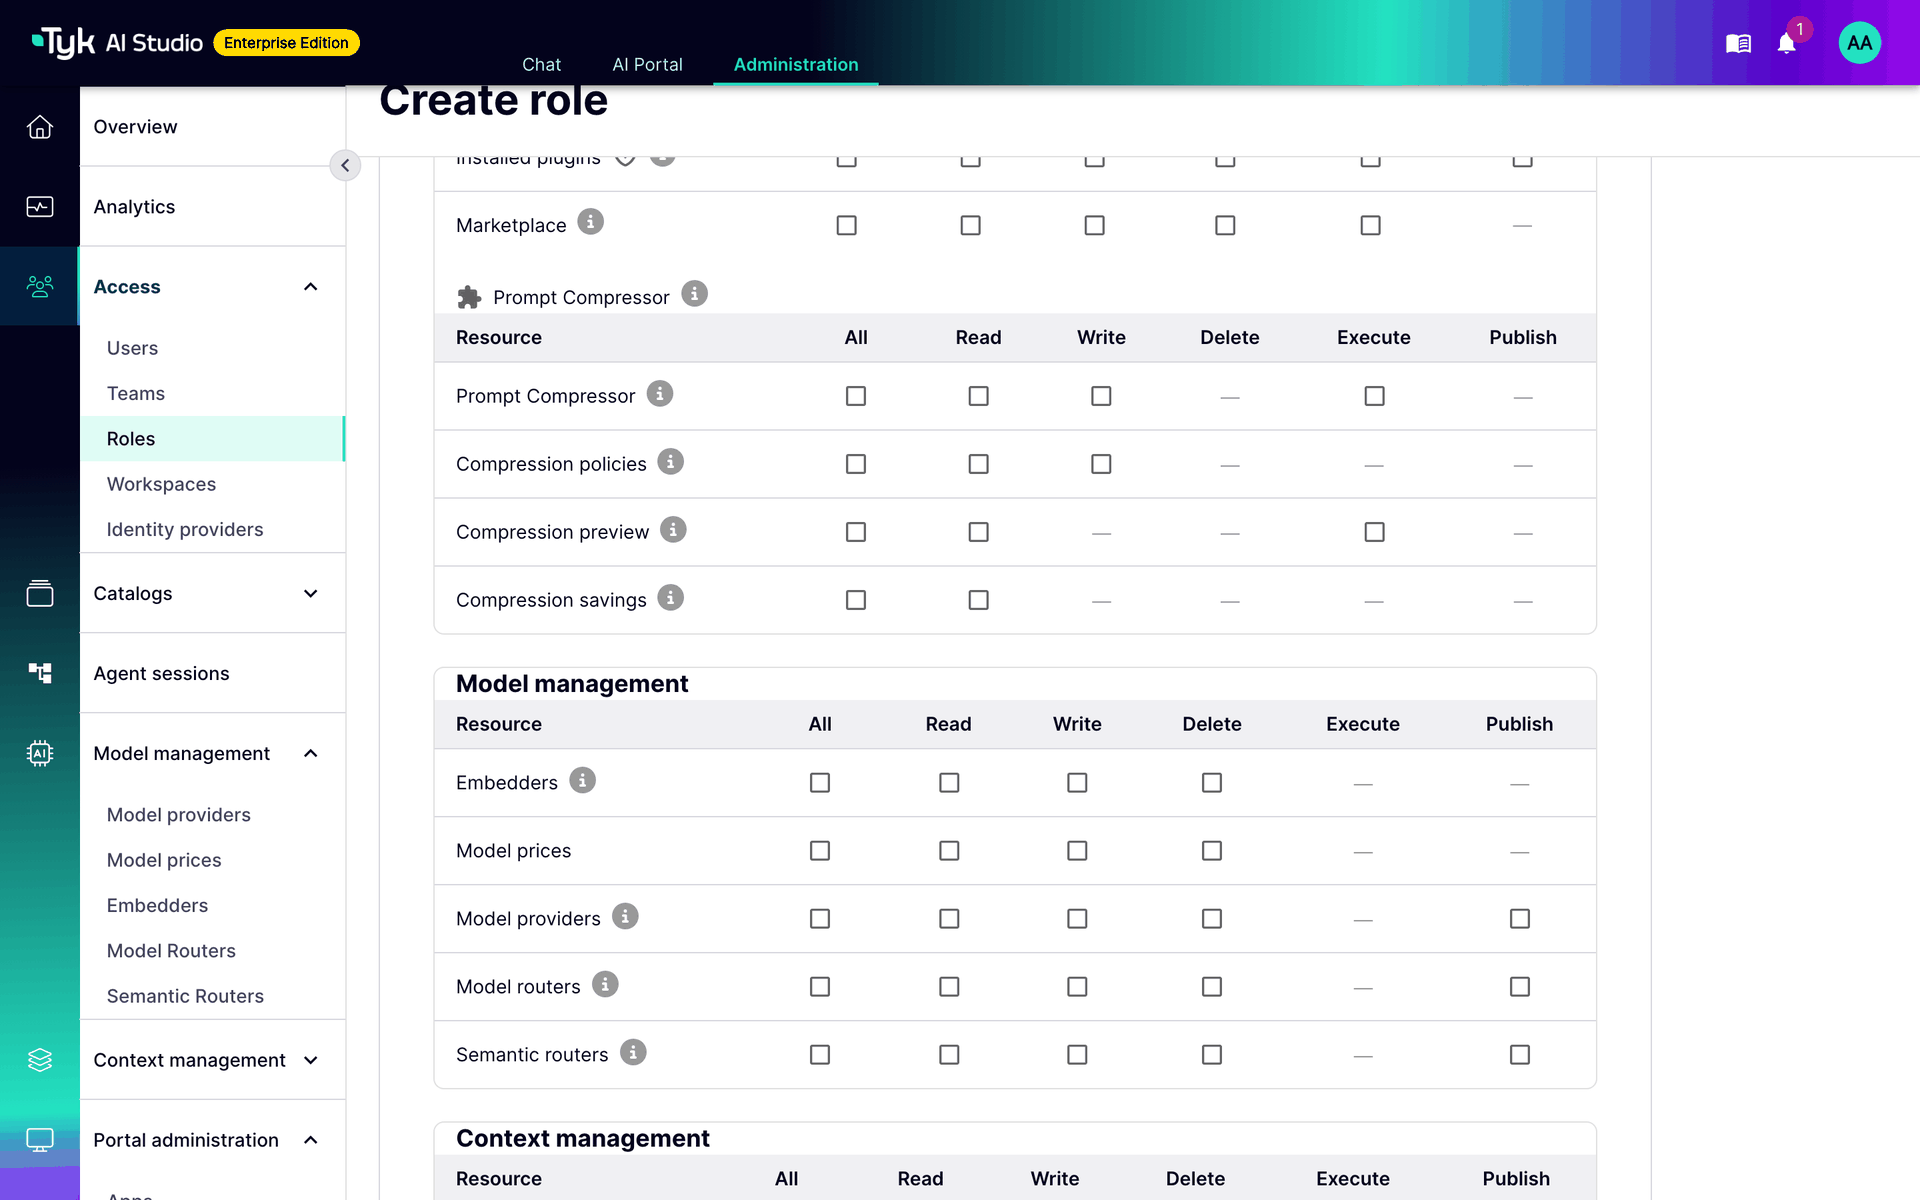 Tyk AI Studio Enterprise Edition
Chat AI Portal Administration
1
AA
Create role
Overview
Analytics
Access
Users
Teams
Roles
Workspaces
Identity providers
Catalogs
Agent sessions
Model management
Model providers
Model prices
Embedders
Model Routers
Semantic Routers
Context management
Portal administration
Apps
AI
Installed plugins
Marketplace —
Prompt Compressor
Resource All Read Write Delete Execute Publish
Prompt Compressor — —
Compression policies — — —
Compression preview — — —
Compression savings — — — —
Model management
Resource All Read Write Delete Execute Publish
Embedders — —
Model prices — —
Model providers —
Model routers —
Semantic routers —
Context management
Resource All Read Write Delete Execute Publish